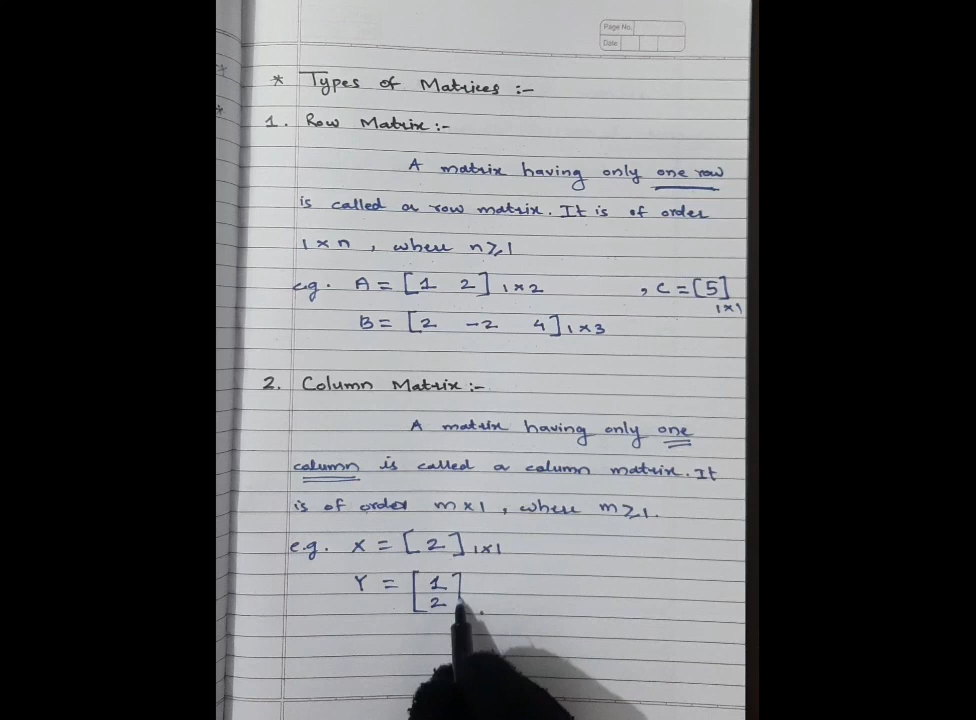 Page No.
Date
* Types of Matrices :-
1. Row Matrix :-
A matrix having only one row
is called a row matrix. It is of order
1 × n , where n ⩾ 1
e.g. A = [1 2] 1×2 , C = [5] 1×1
B = [2 -2 4] 1×3
2. Column Matrix :-
A matrix having only one
column is called a column matrix. It
is of order m × 1 , where m ⩾ 1.
e.g. X = [2] 1×1
Y = [1
2]